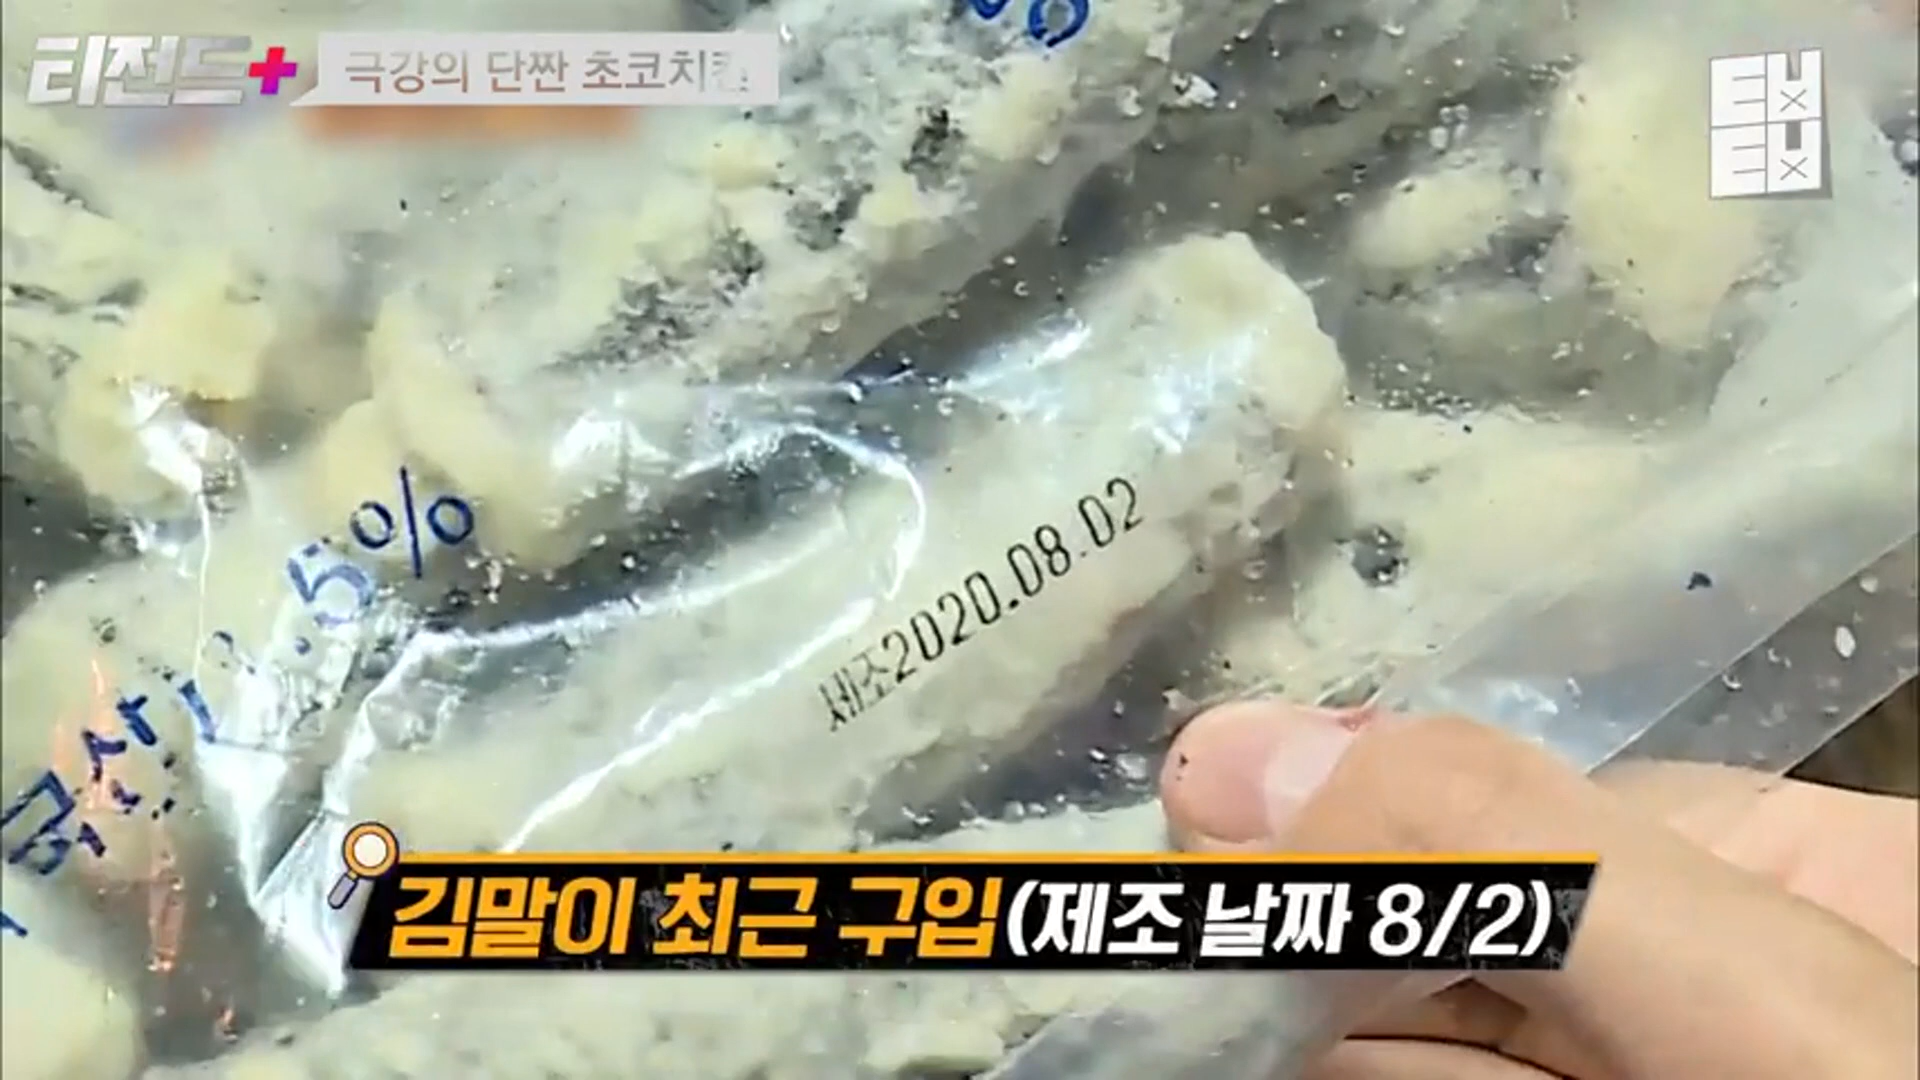 티전드+
극강의 단짠 초코치킨
제조2020.08.02
.5%
김말이 최근 구입(제조 날짜 8/2)